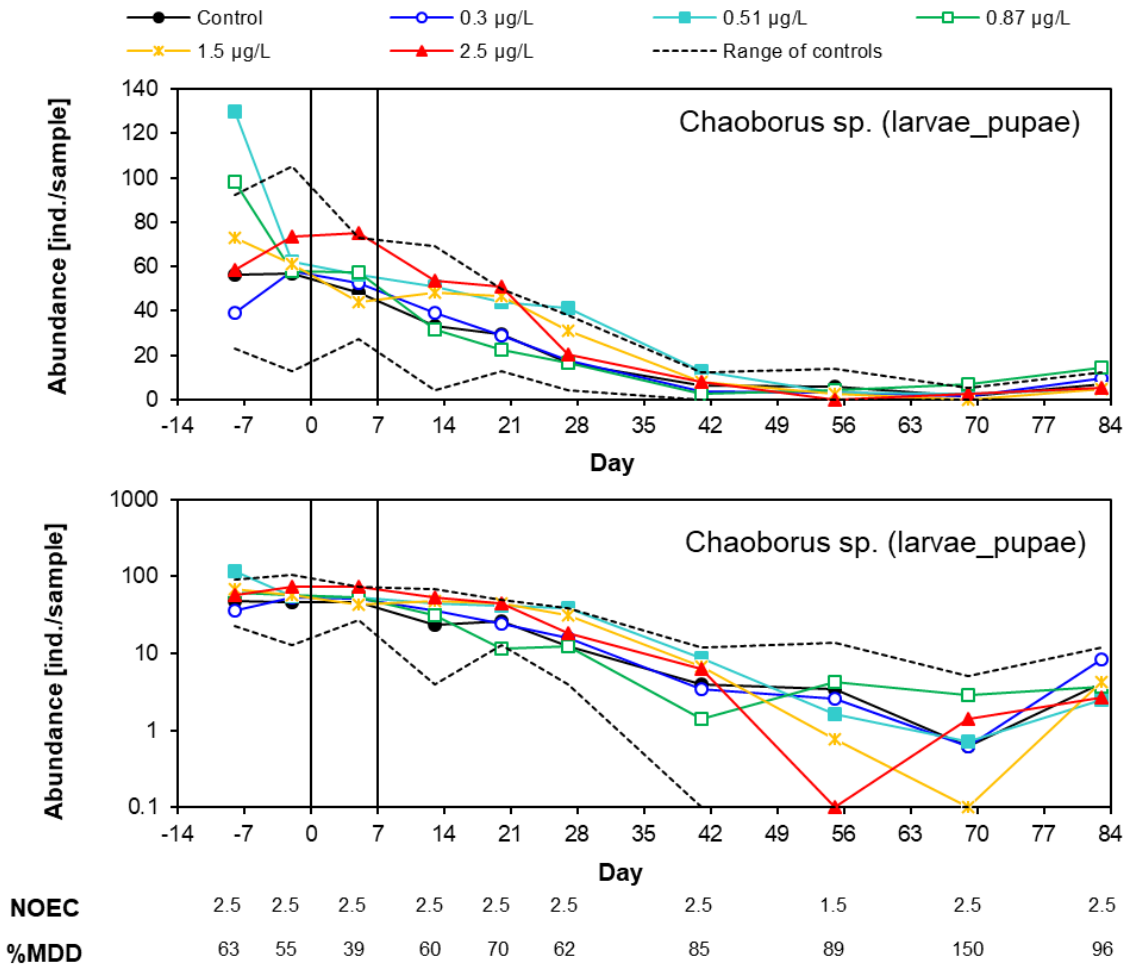 Control 0.3 µg/L 0.51 µg/L 0.87 µg/L
1.5 µg/L 2.5 µg/L Range of controls
Abundance [ind./sample]
140
120
100
80
60
40
20
0
Chaoborus sp. (larvae_pupae)
-14 -7 0 7 14 21 28 35 42 49 56 63 70 77 84
Day
Abundance [ind./sample]
1000
100
10
1
0.1
Chaoborus sp. (larvae_pupae)
-14 -7 0 7 14 21 28 35 42 49 56 63 70 77 84
Day
NOEC 2.5 2.5 2.5 2.5 2.5 2.5 2.5 1.5 2.5 2.5
%MDD 63 55 39 60 70 62 85 89 150 96